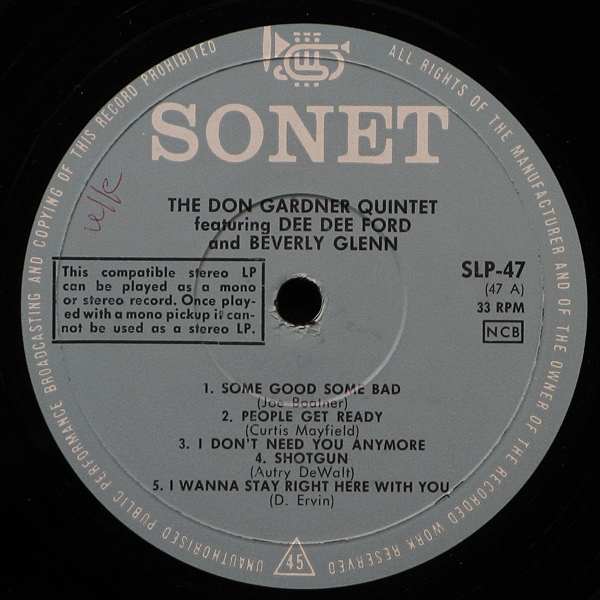 SONET
THE DON GARDNER QUINTET
featuring DEE DEE FORD
and BEVERLY GLENN
This compatible stereo LP
can be played as a mono
or stereo record. Once play-
ed with a mono pickup it can-
not be used as a stereo LP.
SLP-47
(47 A)
33 RPM
NCB
1. SOME GOOD SOME BAD
(Joe Boatner)
2. PEOPLE GET READY
(Curtis Mayfield)
3. I DON'T NEED YOU ANYMORE
4. SHOTGUN
(Autry DeWalt)
5. I WANNA STAY RIGHT HERE WITH YOU
(D. Ervin)
45
ALL RIGHTS OF THE MANUFACTURER AND OF THE OWNER OF THE RECORDED WORK RESERVED
UNAUTHORISED PUBLIC PERFORMANCE BROADCASTING AND COPYING OF THIS RECORD PROHIBITED